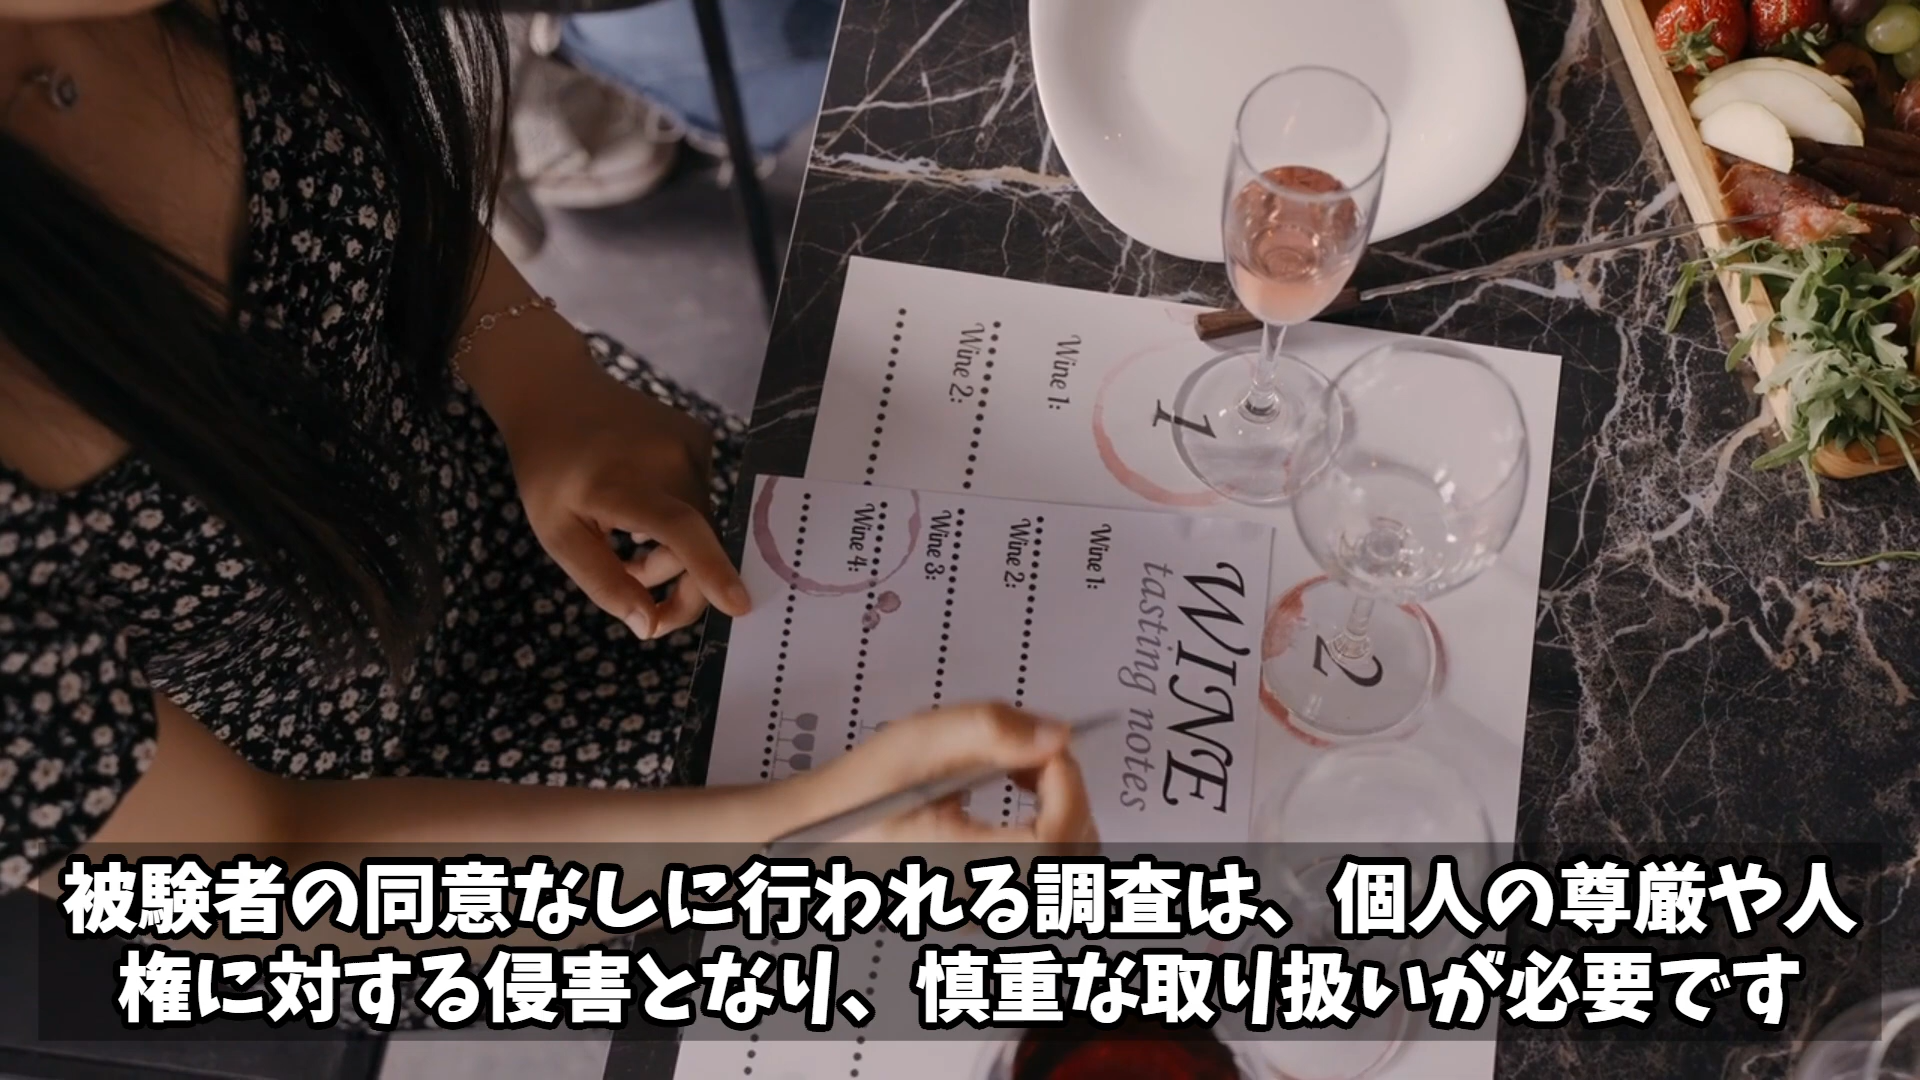 Wine 1:
Wine 2:
1
2
WINE
tasting notes
Wine 1:
Wine 2:
Wine 3:
Wine 4:
被験者の同意なしに行われる調査は、個人の尊厳や人
権に対する侵害となり、慎重な取り扱いが必要です